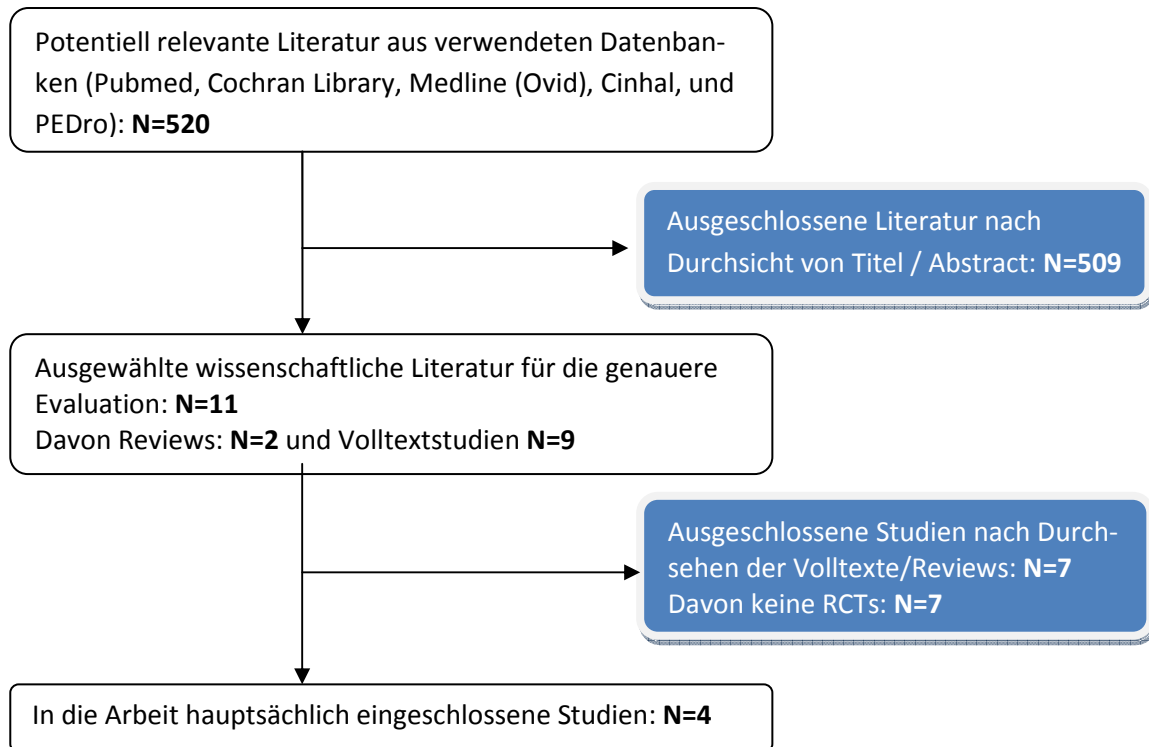 Potentiell relevante Literatur aus verwendeten Datenban-
ken (Pubmed, Cochran Library, Medline (Ovid), Cinhal, und
PEDro): N=520
Ausgeschlossene Literatur nach
Durchsicht von Titel / Abstract: N=509
Ausgewählte wissenschaftliche Literatur für die genauere
Evaluation: N=11
Davon Reviews: N=2 und Volltextstudien N=9
Ausgeschlossene Studien nach Durch-
sehen der Volltexte/Reviews: N=7
Davon keine RCTs: N=7
In die Arbeit hauptsächlich eingeschlossene Studien: N=4